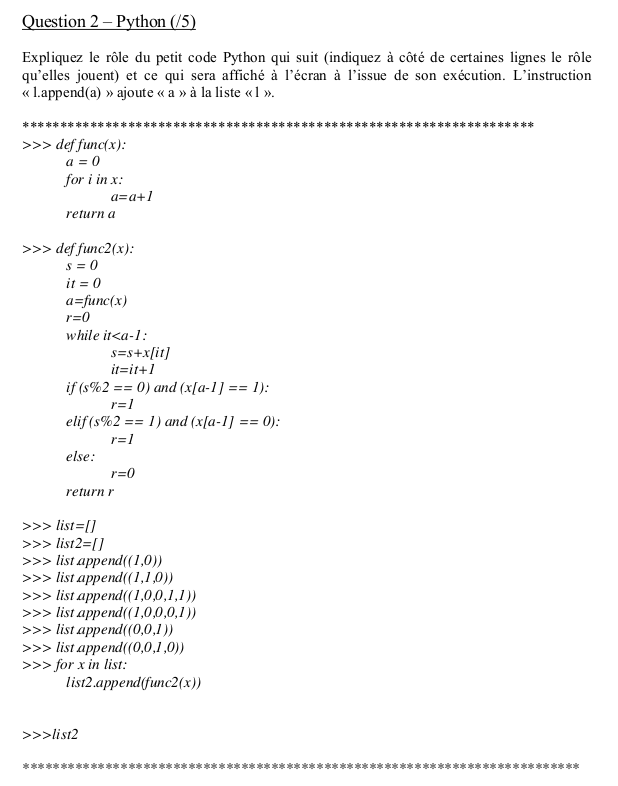 Question 2 – Python (/5)
Expliquez le rôle du petit code Python qui suit (indiquez à côté de certaines lignes le rôle
qu'elles jouent) et ce qui sera affiché à l'écran à l'issue de son exécution. L'instruction
« l.append(a) » ajoute « a » à la liste « l ».
********************************************************************
>>> def func(x):
a = 0
for i in x:
a=a+1
return a
>>> def func2(x):
s = 0
it = 0
a=func(x)
r=0
while it<a-1:
s=s+x[it]
it=it+1
if (s%2 == 0) and (x[a-1] == 1):
r=1
elif (s%2 == 1) and (x[a-1] == 0):
r=1
else:
r=0
return r
>>> list=[]
>>> list2=[]
>>> list.append((1,0))
>>> list.append((1,1,0))
>>> list.append((1,0,0,1,1))
>>> list.append((1,0,0,0,1))
>>> list.append((0,0,1))
>>> list.append((0,0,1,0))
>>> for x in list:
list2.append(func2(x))
>>>list2
**************************************************************************